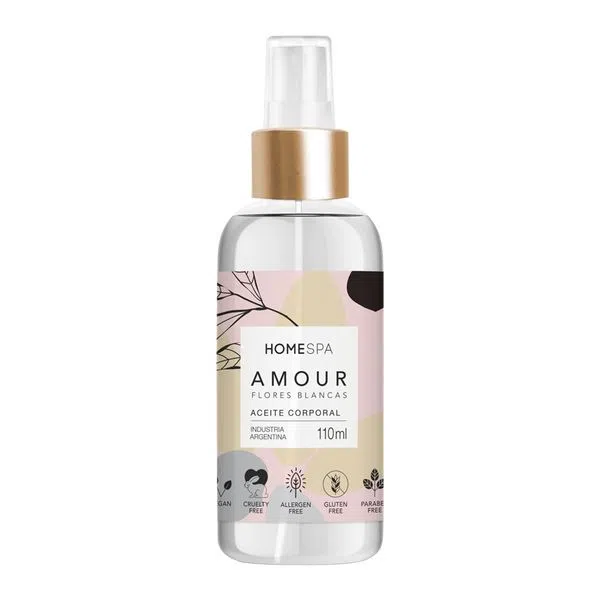 HOMESPA
AMOUR
FLORES BLANCAS
ACEITE CORPORAL
INDUSTRIA
ARGENTINA
110ml
GAN
CRUELTY
FREE
ALLERGEN
FREE
GLUTEN
FREE
PARABE
FREE